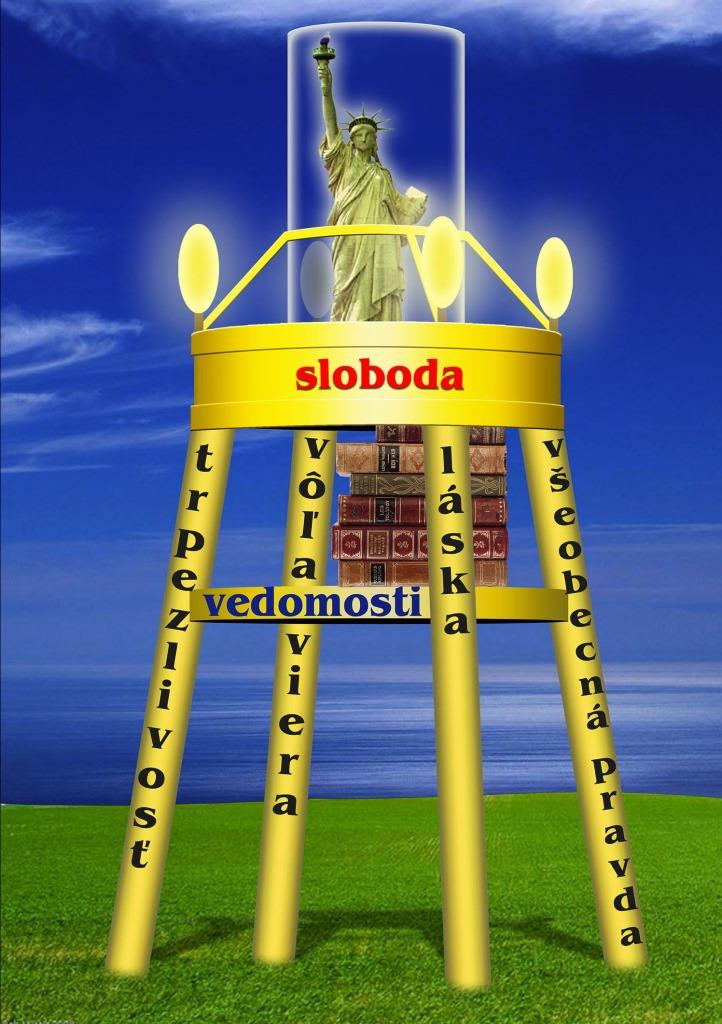 sloboda
trpezlivosť
vôľa viera
láska
všeobecná pravda
vedomosti